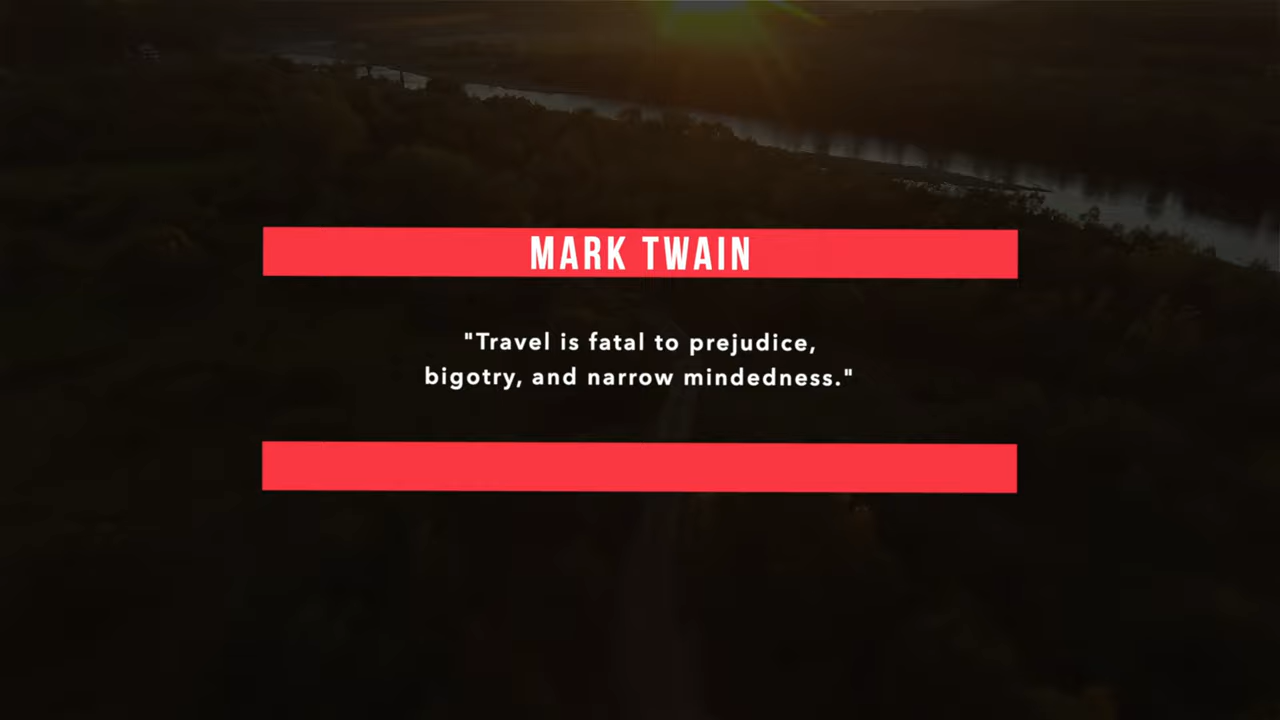 MARK TWAIN
"Travel is fatal to prejudice,
bigotry, and narrow mindedness."